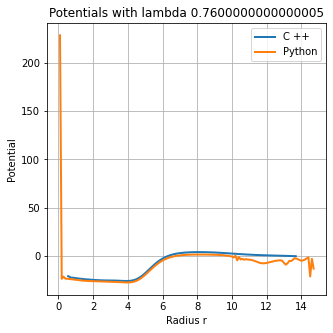 Potentials with lambda 0.7600000000000005
C ++
Python
200
150
100
50
0
Potential
0 2 4 6 8 10 12 14
Radius r